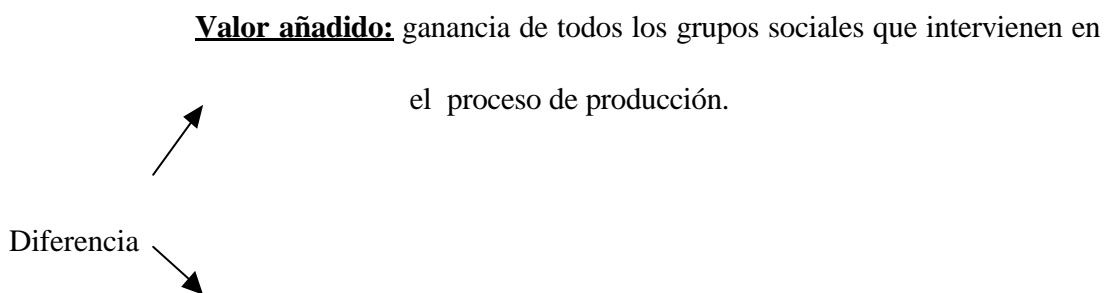 Valor añadido: ganancia de todos los grupos sociales que intervienen en
el proceso de producción.
Diferencia